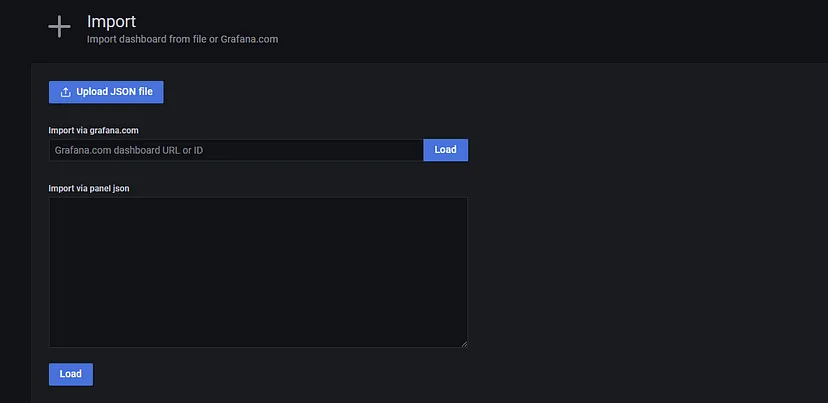 Import
Import dashboard from file or Grafana.com
Upload JSON file
Import via grafana.com
Grafana.com dashboard URL or ID
Load
Import via panel json
Load